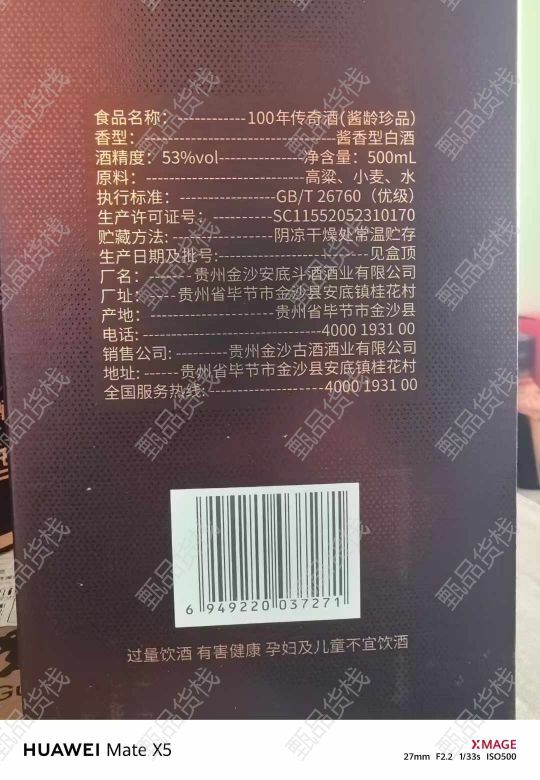 食品名称：------------100年传奇酒(酱龄珍品)
香型：----------------------------酱香型白酒
酒精度：53%vol---------------净含量：500mL
原料：-----------------------高粱、小麦、水
执行标准：-----------------GB/T 26760（优级）
生产许可证号：----------SC11552052310170
贮藏方法:----------------阴凉干燥处常温贮存
生产日期及批号:--------------------------见盒顶
厂名：-------贵州金沙安底斗酒酒业有限公司
厂址：----贵州省毕节市金沙县安底镇桂花村
产地：---------------------贵州省毕节市金沙县
电话:-------------------------------4000 1931 00
销售公司:---------贵州金沙古酒酒业有限公司
地址:------贵州省毕节市金沙县安底镇桂花村
全国服务热线:--------------------4000 1931 00
6 949220 037271
过量饮酒 有害健康 孕妇及儿童不宜饮酒
甄品货栈
HUAWEI Mate X5
XMAGE
27mm F2.2 1/33s ISO500